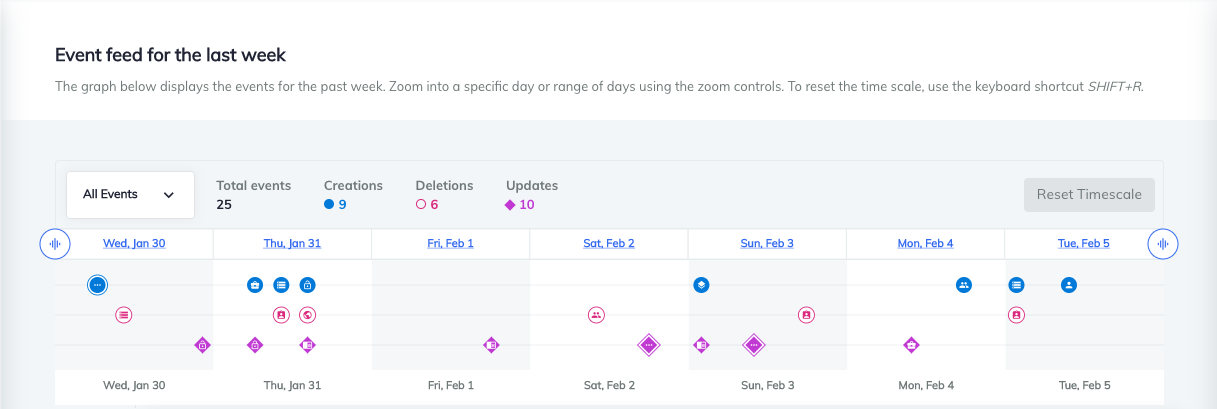 Event feed for the last week
The graph below displays the events for the past week. Zoom into a specific day or range of days using the zoom controls. To reset the time scale, use the keyboard shortcut SHIFT+R.
All Events
Total events Creations Deletions Updates
25 9 6 10
Reset Timescale
Wed, Jan 30 Thu, Jan 31 Fri, Feb 1 Sat, Feb 2 Sun, Feb 3 Mon, Feb 4 Tue, Feb 5
Wed, Jan 30 Thu, Jan 31 Fri, Feb 1 Sat, Feb 2 Sun, Feb 3 Mon, Feb 4 Tue, Feb 5